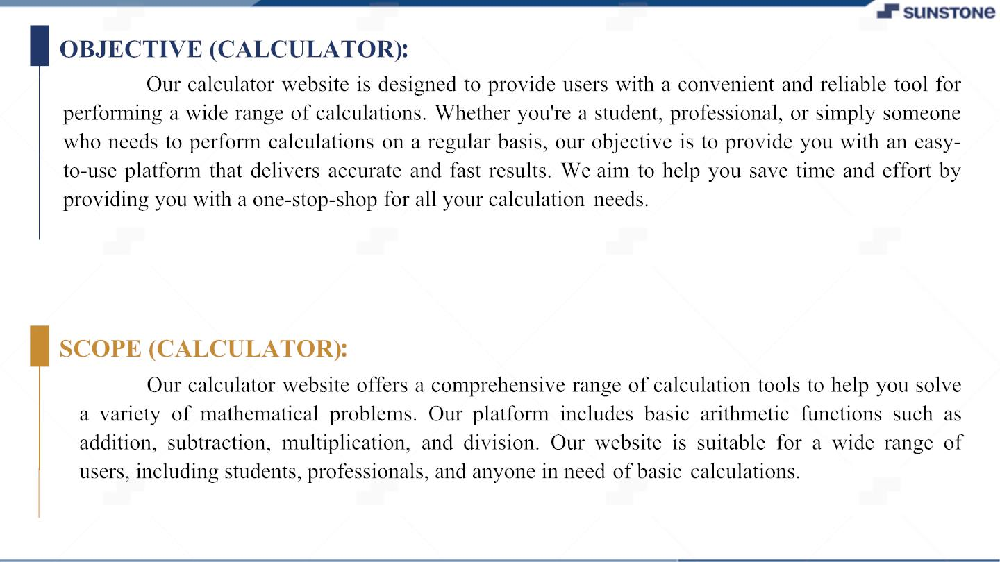 SUNSTONE
OBJECTIVE (CALCULATOR):
Our calculator website is designed to provide users with a convenient and reliable tool for
performing a wide range of calculations. Whether you're a student, professional, or simply someone
who needs to perform calculations on a regular basis, our objective is to provide you with an easy-
to-use platform that delivers accurate and fast results. We aim to help you save time and effort by
providing you with a one-stop-shop for all your calculation needs.
SCOPE (CALCULATOR):
Our calculator website offers a comprehensive range of calculation tools to help you solve
a variety of mathematical problems. Our platform includes basic arithmetic functions such as
addition, subtraction, multiplication, and division. Our website is suitable for a wide range of
users, including students, professionals, and anyone in need of basic calculations.